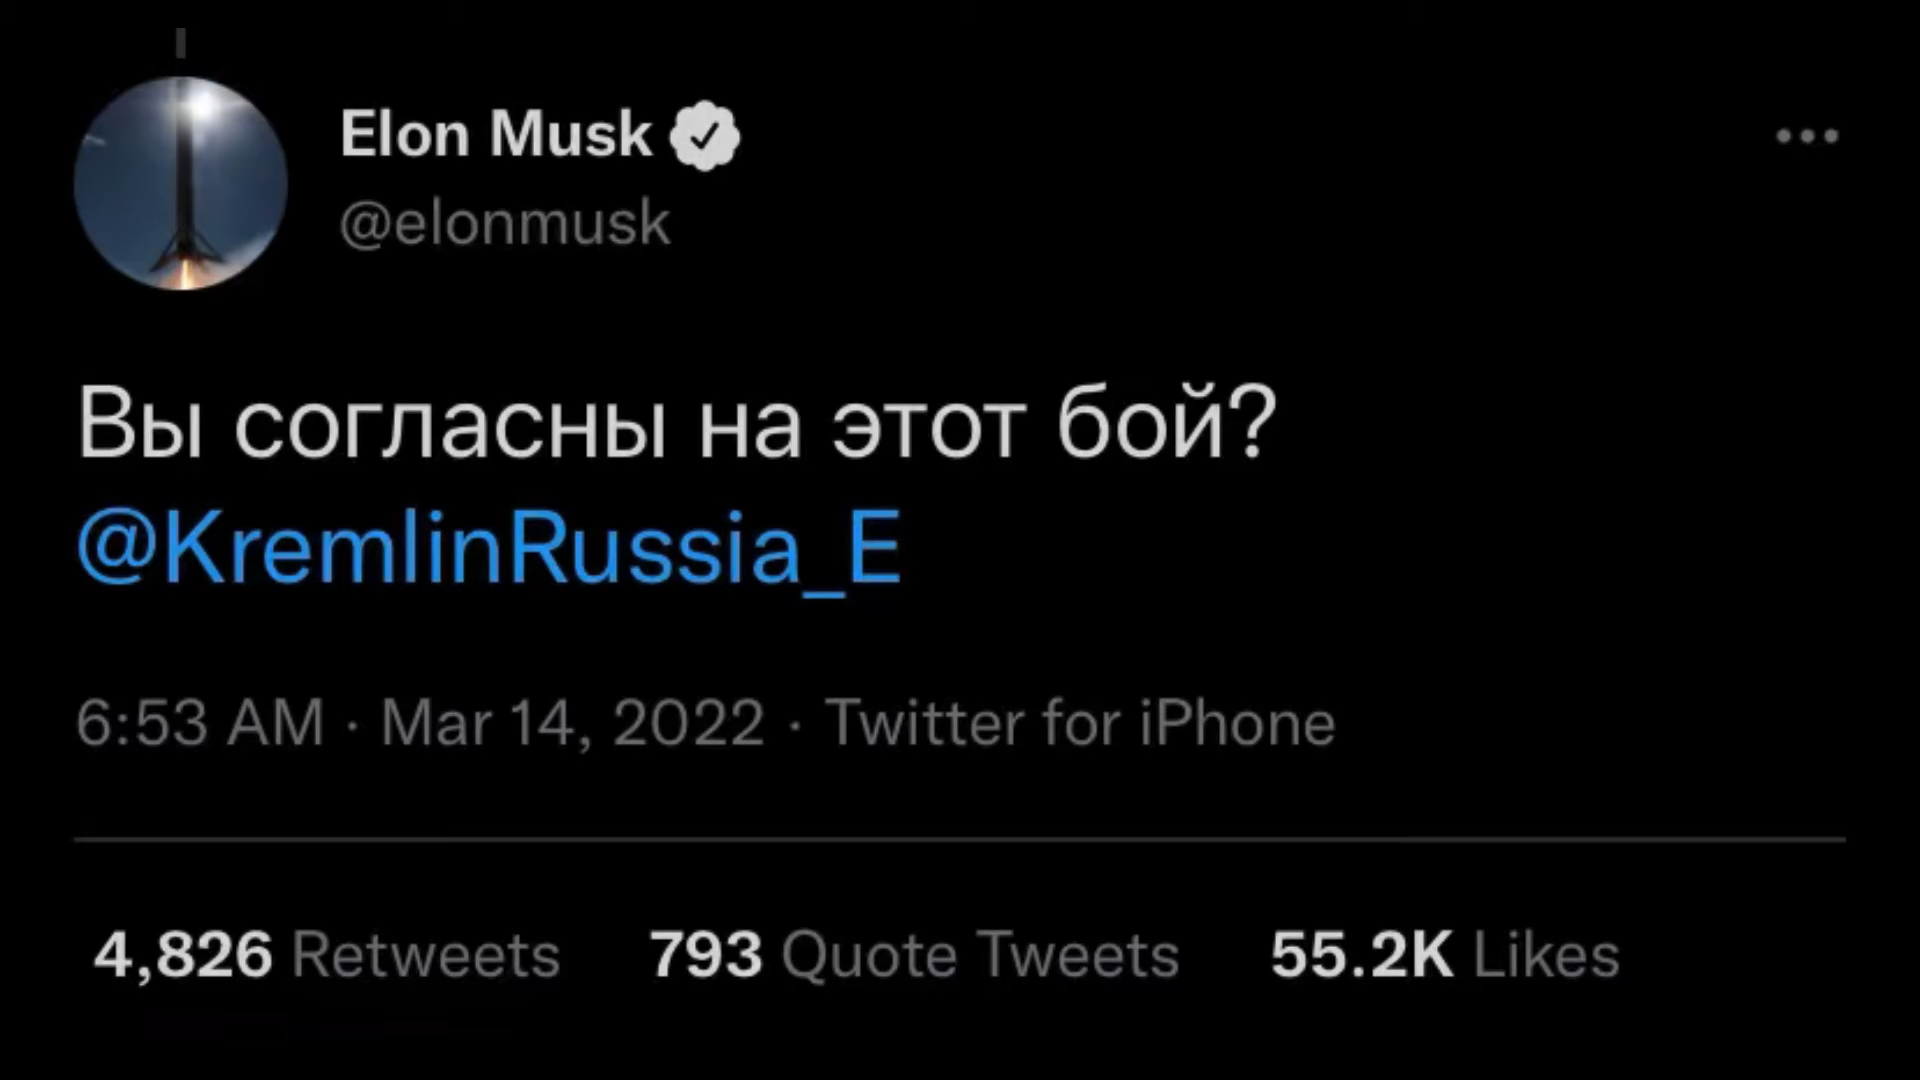 Elon Musk
@elonmusk
Вы согласны на этот бой?
@KremlinRussia_E
6:53 AM · Mar 14, 2022 · Twitter for iPhone
4,826 Retweets 793 Quote Tweets 55.2K Likes